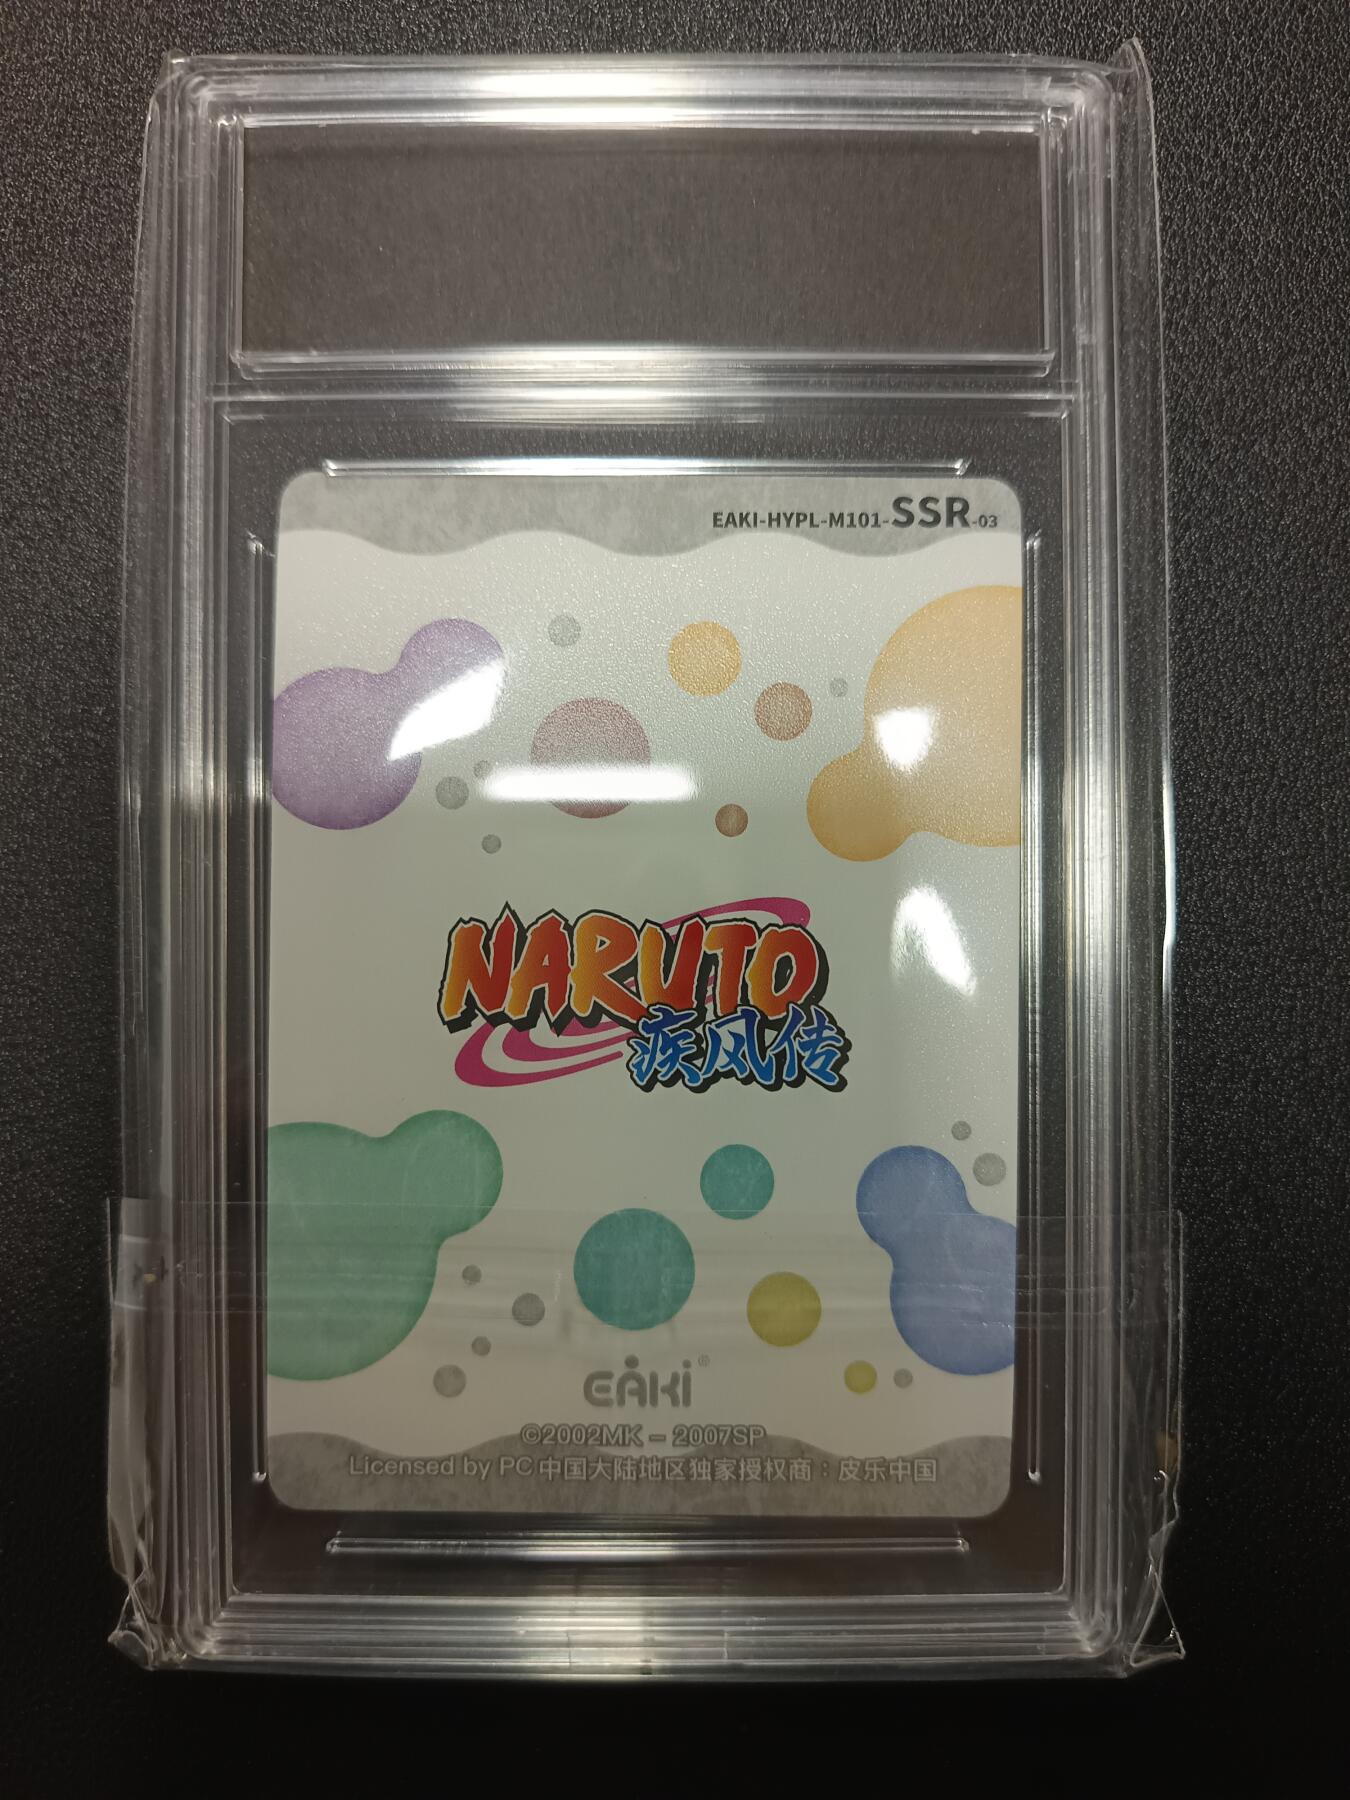 EAKI-HYPL-M101-SSR-03
NARUTO
疾风传
EAKI®
©2002MK – 2007SP
Licensed by PC 中国大陆地区独家授权商：皮乐中国